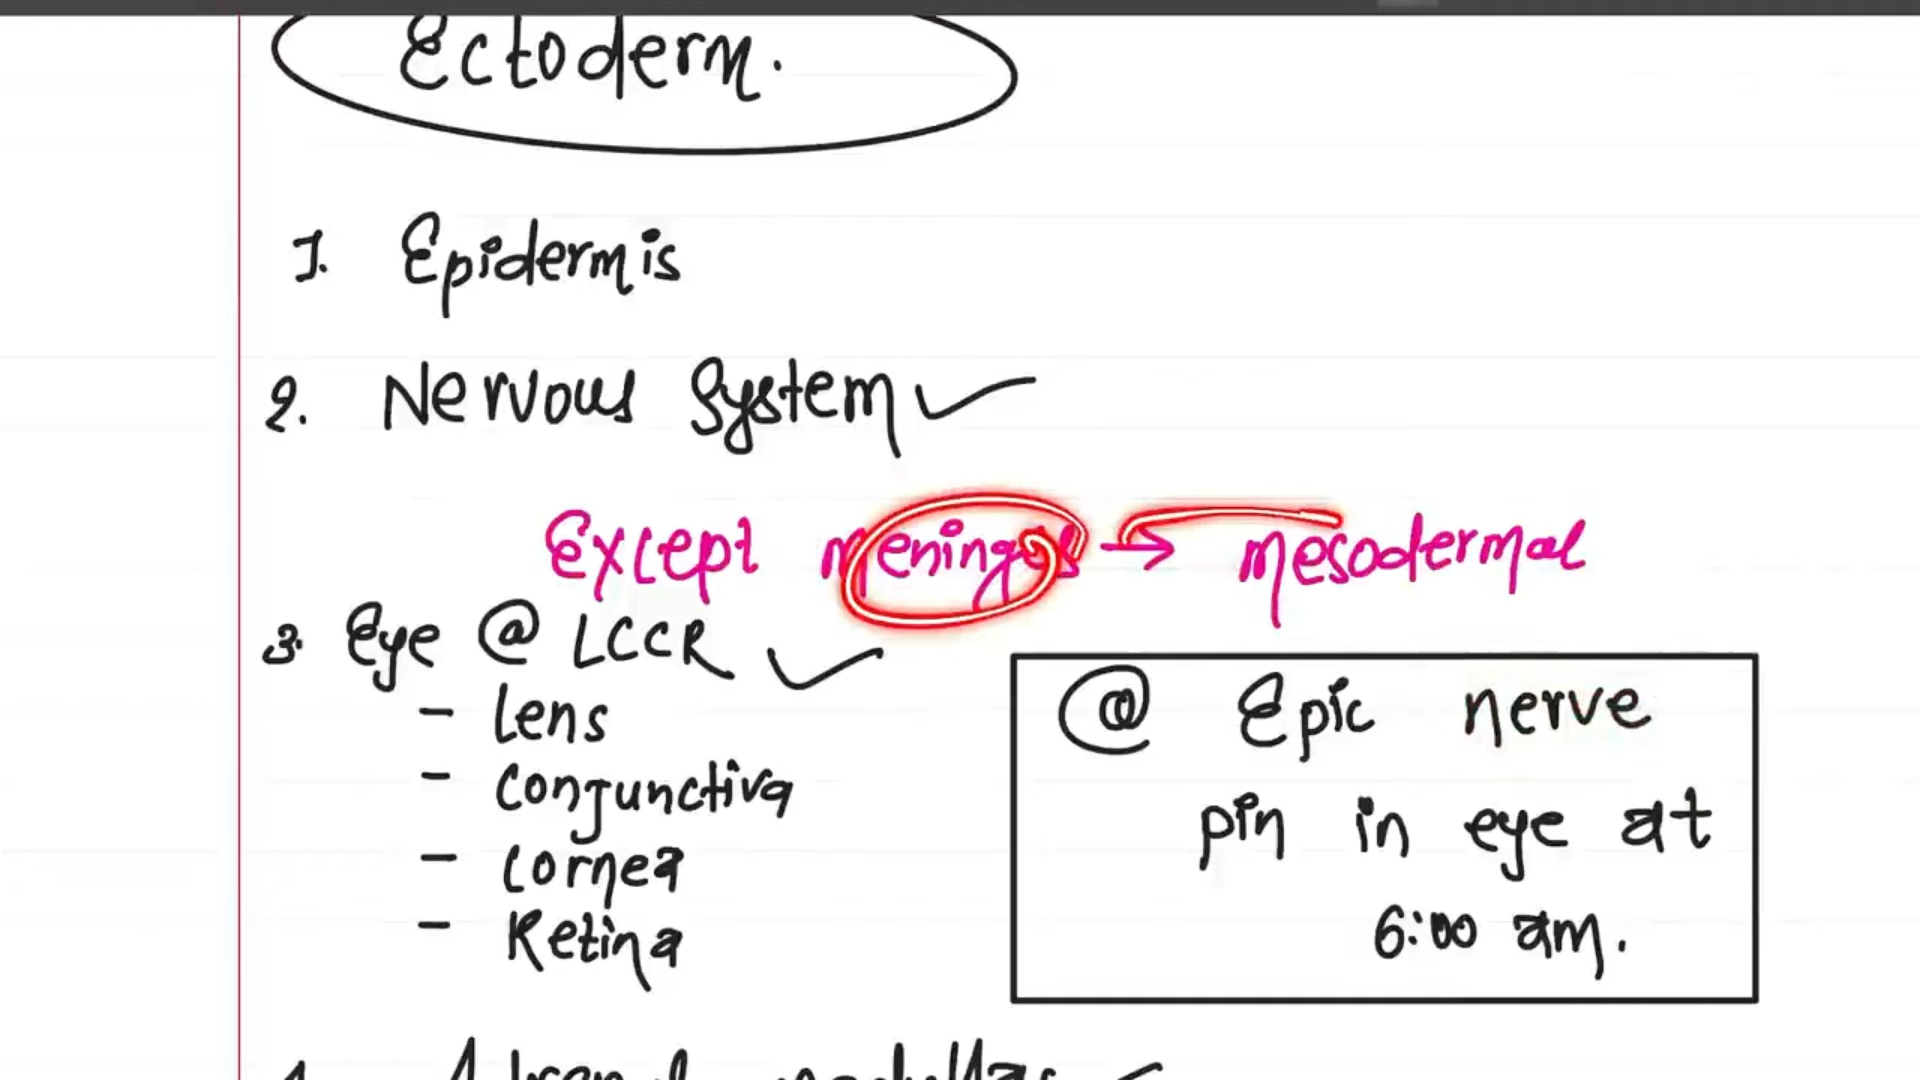 Ectoderm.
1. Epidermis
2. Nervous System
Except meninges → mesodermal
3. Eye @ LCCR
- Lens
- Conjunctiva
- Cornea
- Retina
@ Epic nerve
pin in eye at
6:00 am.